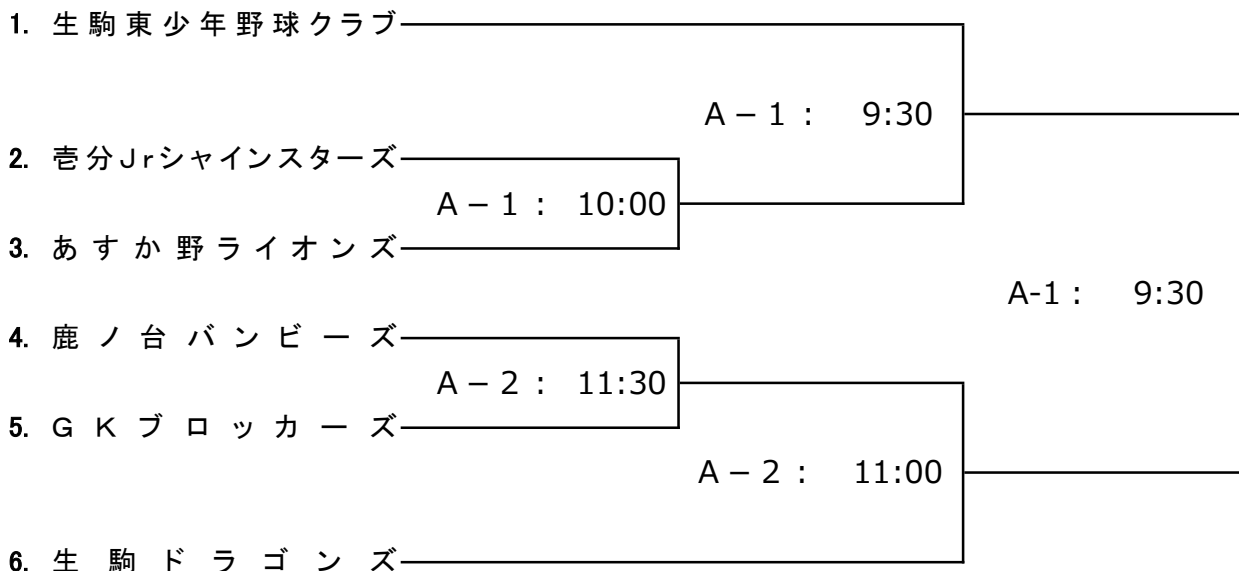 1. 生駒東少年野球クラブ
A－1： 9:30
2. 壱分Jrシャインスターズ
A－1： 10:00
3. あすか野ライオンズ
A-1： 9:30
4. 鹿ノ台バンビーズ
A－2： 11:30
5. GKブロッカーズ
A－2： 11:00
6. 生駒ドラゴンズ